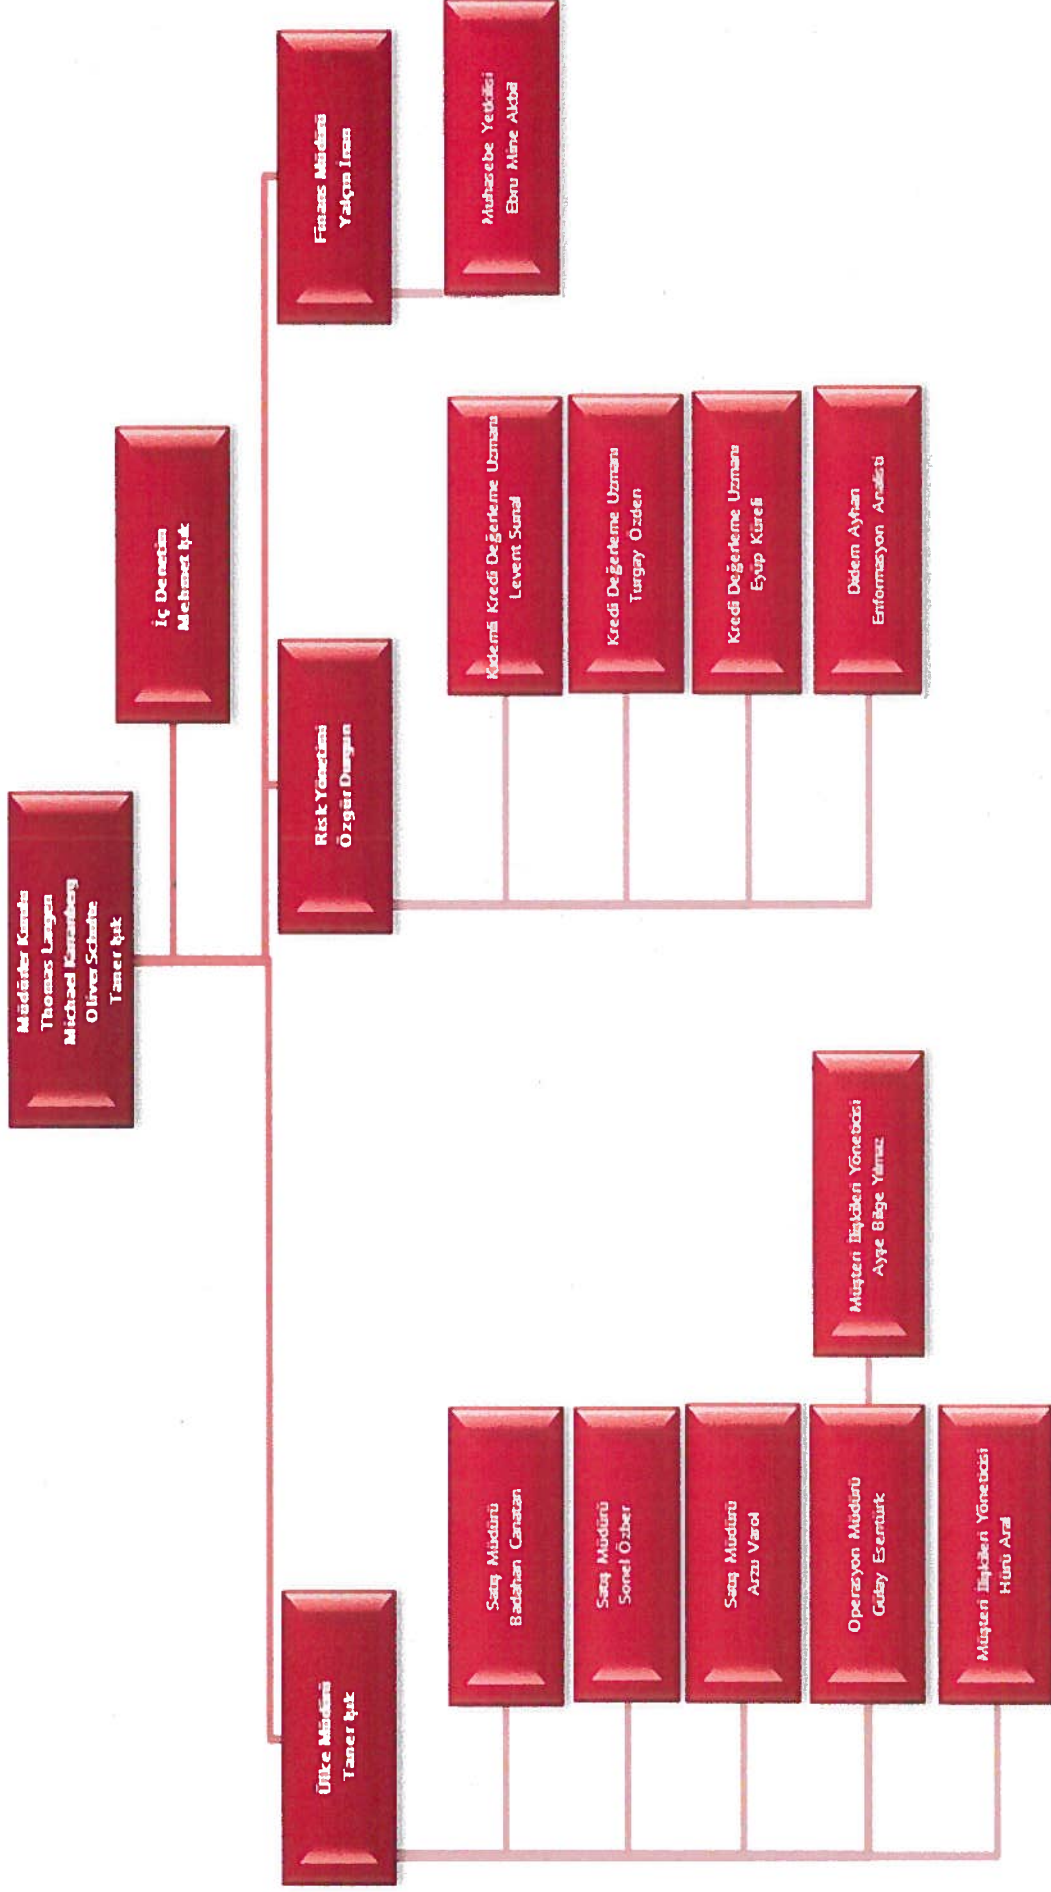 Müdürler Kurulu
Thomas Langen
Michael
Oliver Schulte
Taner Işık
İç Denetim
Mehmet Işık
Ülke Müdürü
Taner Işık
Risk Yönetimi
Özgür Durgun
Finans Müdürü
Yalçın İnan
Satış Müdürü
Badahan Canatan
Satış Müdürü
Sonel Özber
Satış Müdürü
Arzu Varol
Operasyon Müdürü
Gülay Esentürk
Müşteri İlişkileri Yöneticisi
Ayşe Bilge Yılmaz
Müşteri İlişkileri Yöneticisi
Hürü Aral
Kıdemli Kredi Değerleme Uzmanı
Levent Sunal
Kredi Değerleme Uzmanı
Turgay Özden
Kredi Değerleme Uzmanı
Eyüp Küreli
Didem Ayhan
Enformasyon Analisti
Muhasebe Yetkilisi
Ebru Mine Akbal